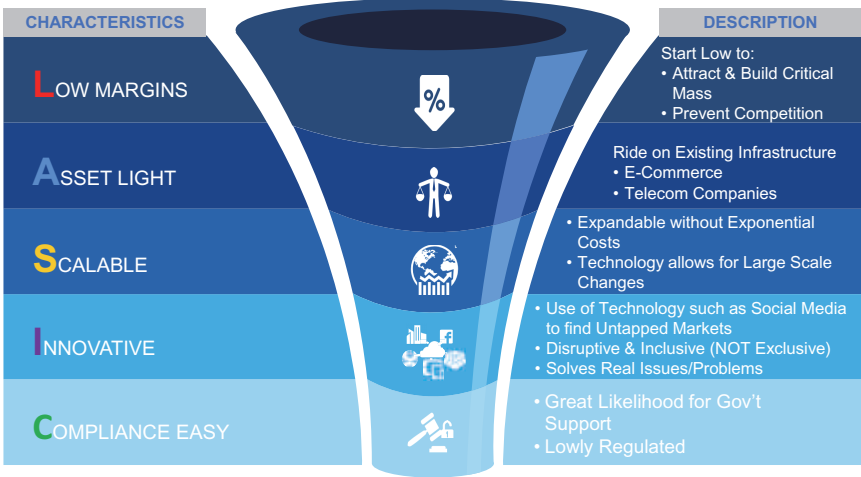 CHARACTERISTICS
DESCRIPTION
LOW MARGINS
%
Start Low to:
• Attract & Build Critical
Mass
• Prevent Competition
ASSET LIGHT
Ride on Existing Infrastructure
• E-Commerce
• Telecom Companies
SCALABLE
• Expandable without Exponential
Costs
• Technology allows for Large Scale
Changes
INNOVATIVE
f
• Use of Technology such as Social Media
to find Untapped Markets
• Disruptive & Inclusive (NOT Exclusive)
• Solves Real Issues/Problems
COMPLIANCE EASY
• Great Likelihood for Gov't
Support
• Lowly Regulated